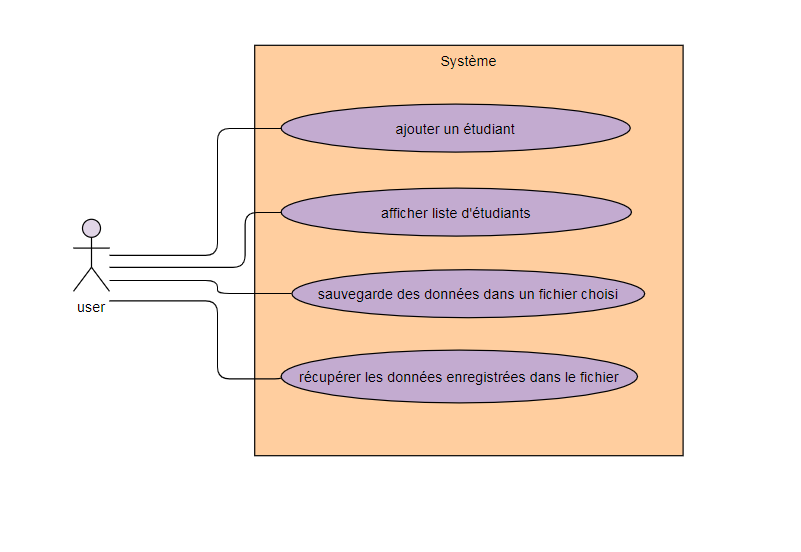 Système
ajouter un étudiant
afficher liste d'étudiants
sauvegarde des données dans un fichier choisi
user
récupérer les données enregistrées dans le fichier